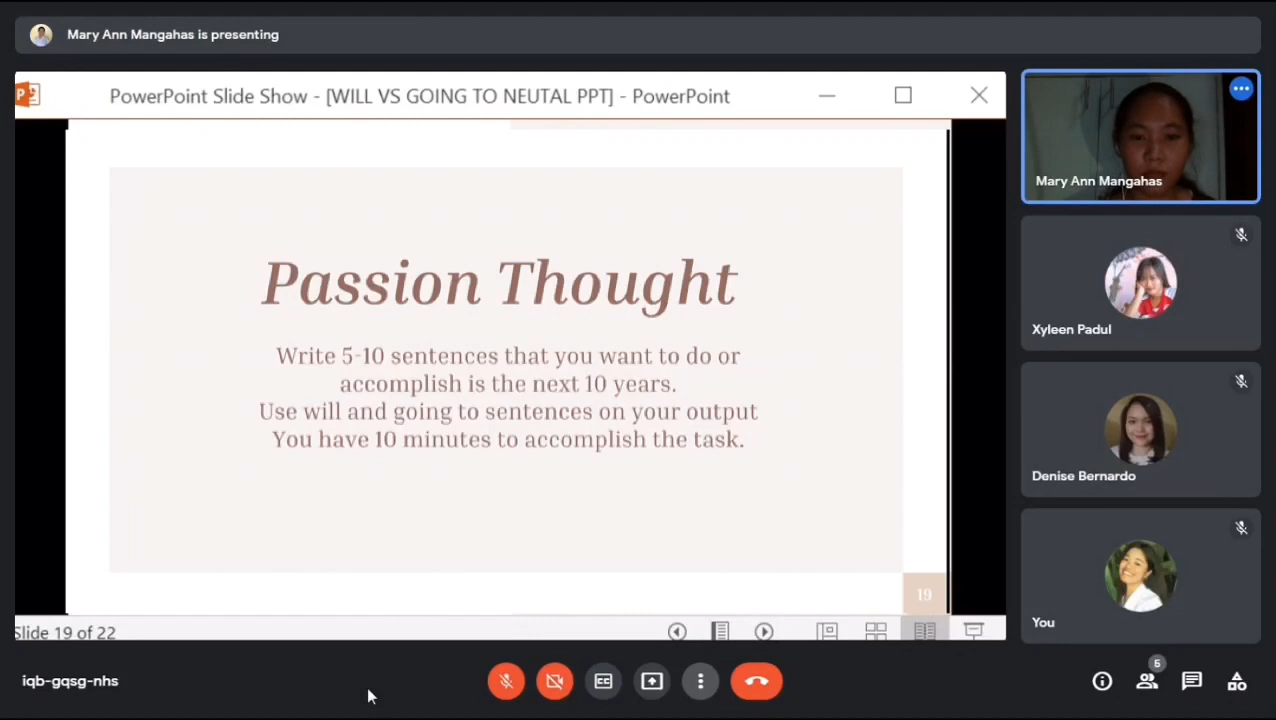 Mary Ann Mangahas is presenting
PowerPoint Slide Show - [WILL VS GOING TO NEUTAL PPT] - PowerPoint
Passion Thought
Write 5-10 sentences that you want to do or
accomplish is the next 10 years.
Use will and going to sentences on your output
You have 10 minutes to accomplish the task.
19
Slide 19 of 22
Mary Ann Mangahas
Xyleen Padul
Denise Bernardo
You
iqb-gqsg-nhs
CC
5